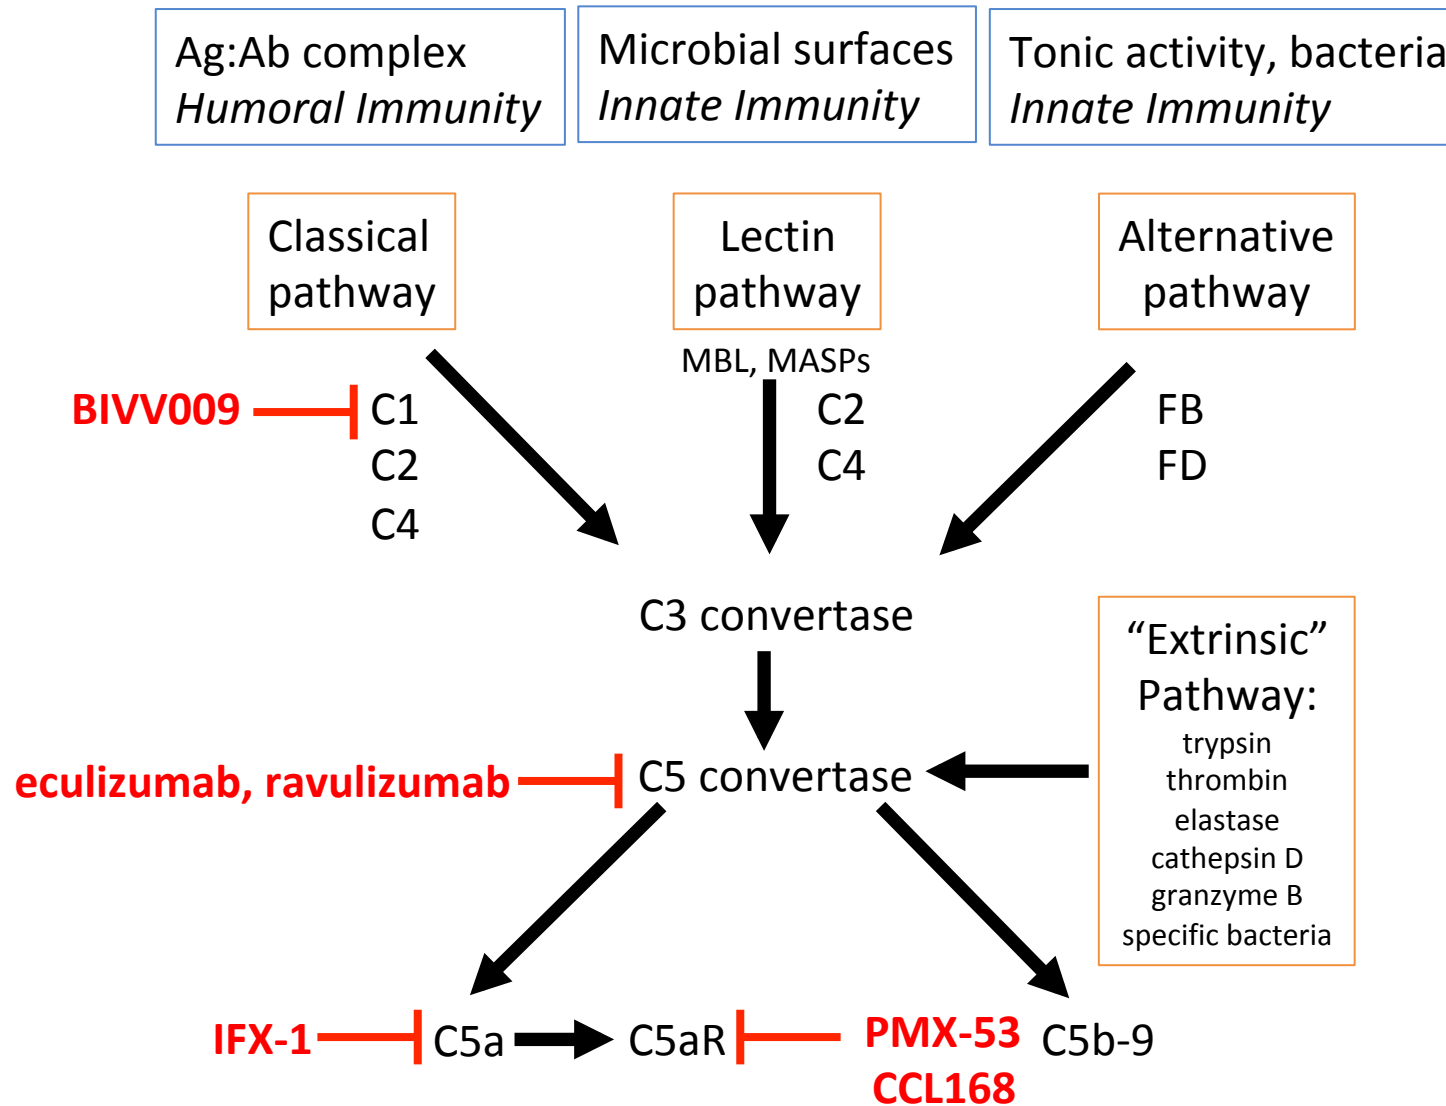 Ag:Ab complex
Humoral Immunity
Microbial surfaces
Innate Immunity
Tonic activity, bacteria
Innate Immunity
Classical
pathway
Lectin
pathway
Alternative
pathway
MBL, MASPs
BIVV009
C1
C2
C4
C2
C4
FB
FD
C3 convertase
“Extrinsic”
Pathway:
trypsin
thrombin
elastase
cathepsin D
granzyme B
specific bacteria
eculizumab, ravulizumab
C5 convertase
IFX-1
C5a
C5aR
PMX-53
CCL168
C5b-9